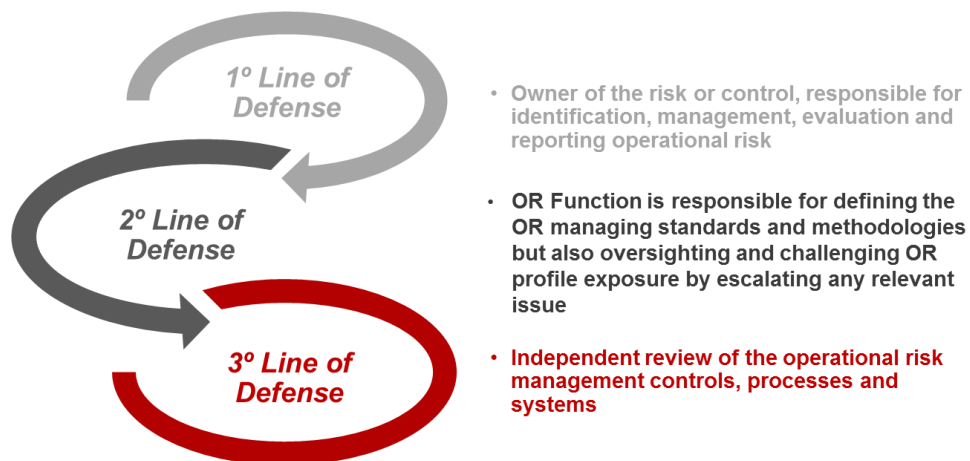 1º Line of
Defense
• Owner of the risk or control, responsible for
identification, management, evaluation and
reporting operational risk
2º Line of
Defense
• OR Function is responsible for defining the
OR managing standards and methodologies
but also oversighting and challenging OR
profile exposure by escalating any relevant
issue
3º Line of
Defense
• Independent review of the operational risk
management controls, processes and
systems